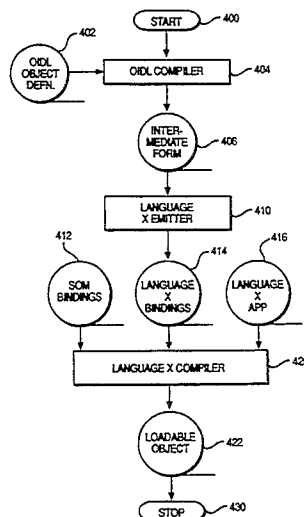 START
400
402
OIDL
OBJECT
DEFN.
OIDL COMPILER
404
INTER-
MEDIATE
FORM
406
LANGUAGE
X EMITTER
410
412
414
416
SOM
BINDINGS
LANGUAGE
X
BINDINGS
LANGUAGE
X
APP
LANGUAGE X COMPILER
42
LOADABLE
OBJECT
422
STOP
430